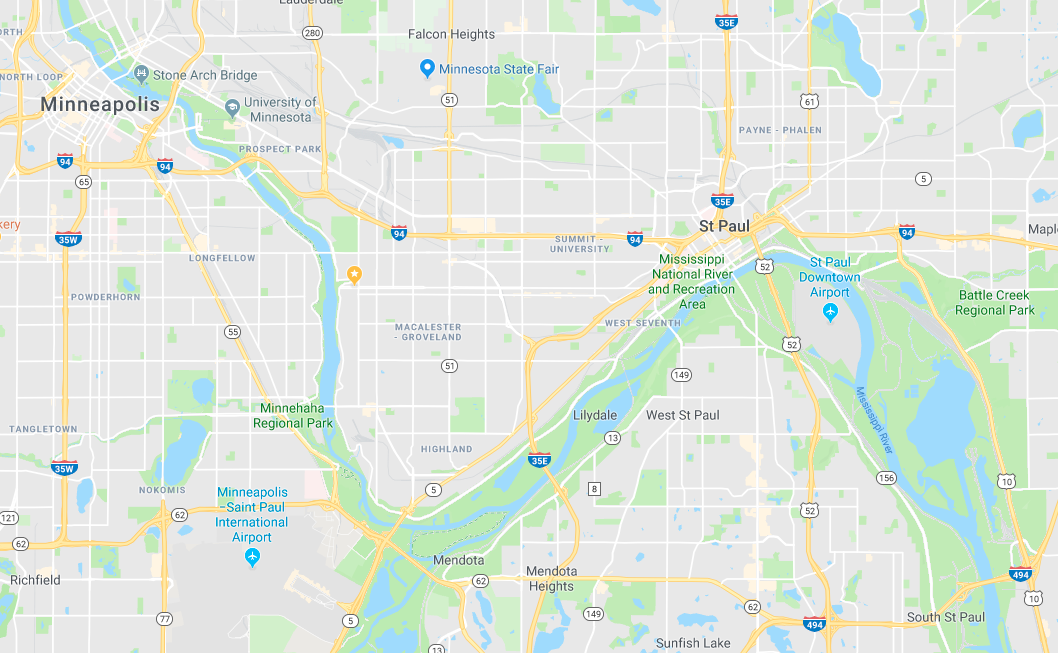 Lauderdale
280
35E
Falcon Heights
NORTH LOOP
Stone Arch Bridge
Minnesota State Fair
Minneapolis
University of
Minnesota
51
61
PAYNE - PHALEN
PROSPECT PARK
94
94
65
5
35E
St Paul
kery
35W
94
SUMMIT -
UNIVERSITY
94
94
Maple
LONGFELLOW
Mississippi
National River
and Recreation
Area
52
St Paul
Downtown
Airport
POWDERHORN
Battle Creek
Regional Park
55
MACALESTER
- GROVELAND
WEST SEVENTH
52
51
149
Minnehaha
Regional Park
Lilydale
West St Paul
Mississippi River
TANGLETOWN
13
HIGHLAND
35W
35E
NOKOMIS
5
8
156
10
Minneapolis
-Saint Paul
International
Airport
121
62
52
62
Mendota
Richfield
62
Mendota
Heights
494
10
77
5
149
62
494
South St Paul
13
Sunfish Lake